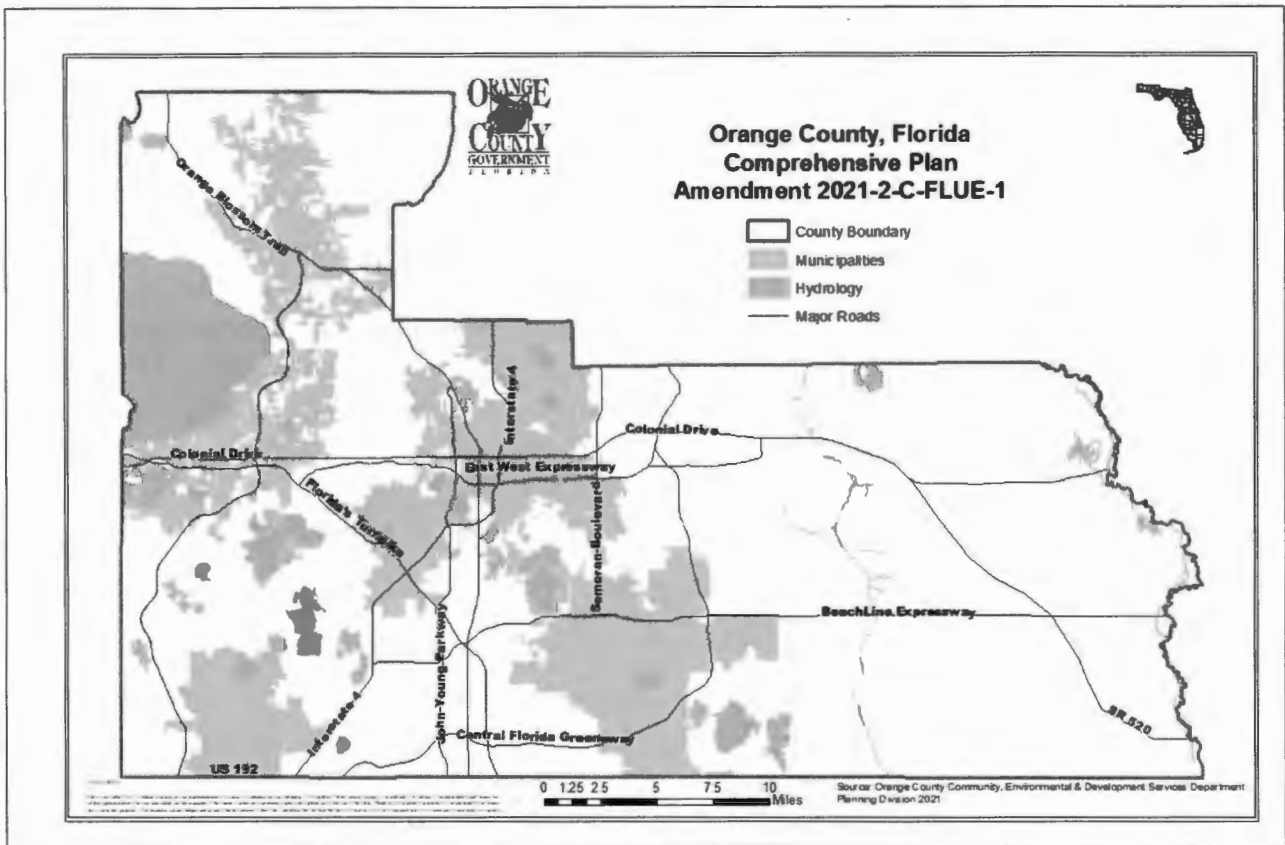 ORANGE
COUNTY
GOVERNMENT
FLORIDA
Orange County, Florida
Comprehensive Plan
Amendment 2021-2-C-FLUE-1
County Boundary
Municipalities
Hydrology
Major Roads
Orange Blossom Trail
Interstate 4
Colonial Drive
Colonial Drive
East West Expressway
Florida's Turnpike
Semoran Boulevard
BeachLine Expressway
John Young Parkway
Interstate 4
Central Florida Greeneway
SR 520
US 192
0 1.25 2.5 5 7.5 10
Miles
Source: Orange County Community, Environmental & Development Services Department
Planning Division 2021